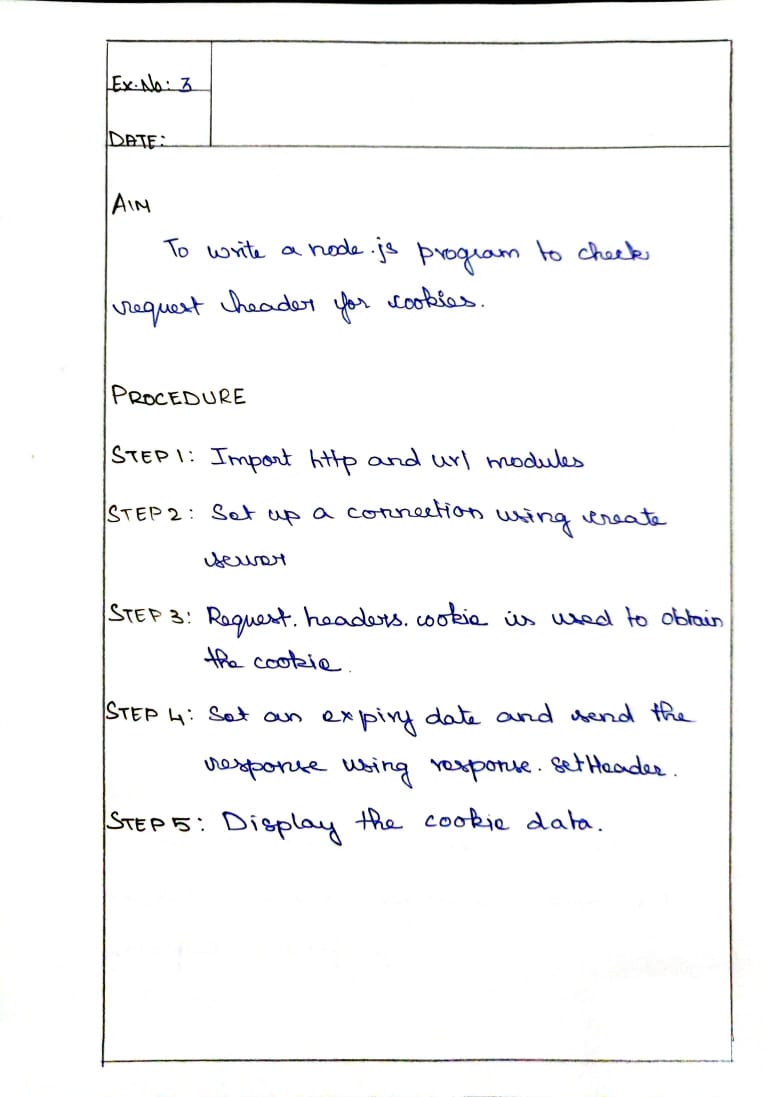 Ex.No: 3
DATE:
AIM
To write a node.js program to check
request header for cookies.
PROCEDURE
STEP 1: Import http and url modules
STEP 2: Set up a connection using create
server
STEP 3: Request.headers.cookie is used to obtain
the cookie.
STEP 4: Set an expiry date and send the
response using response.setHeader.
STEP 5: Display the cookie data.